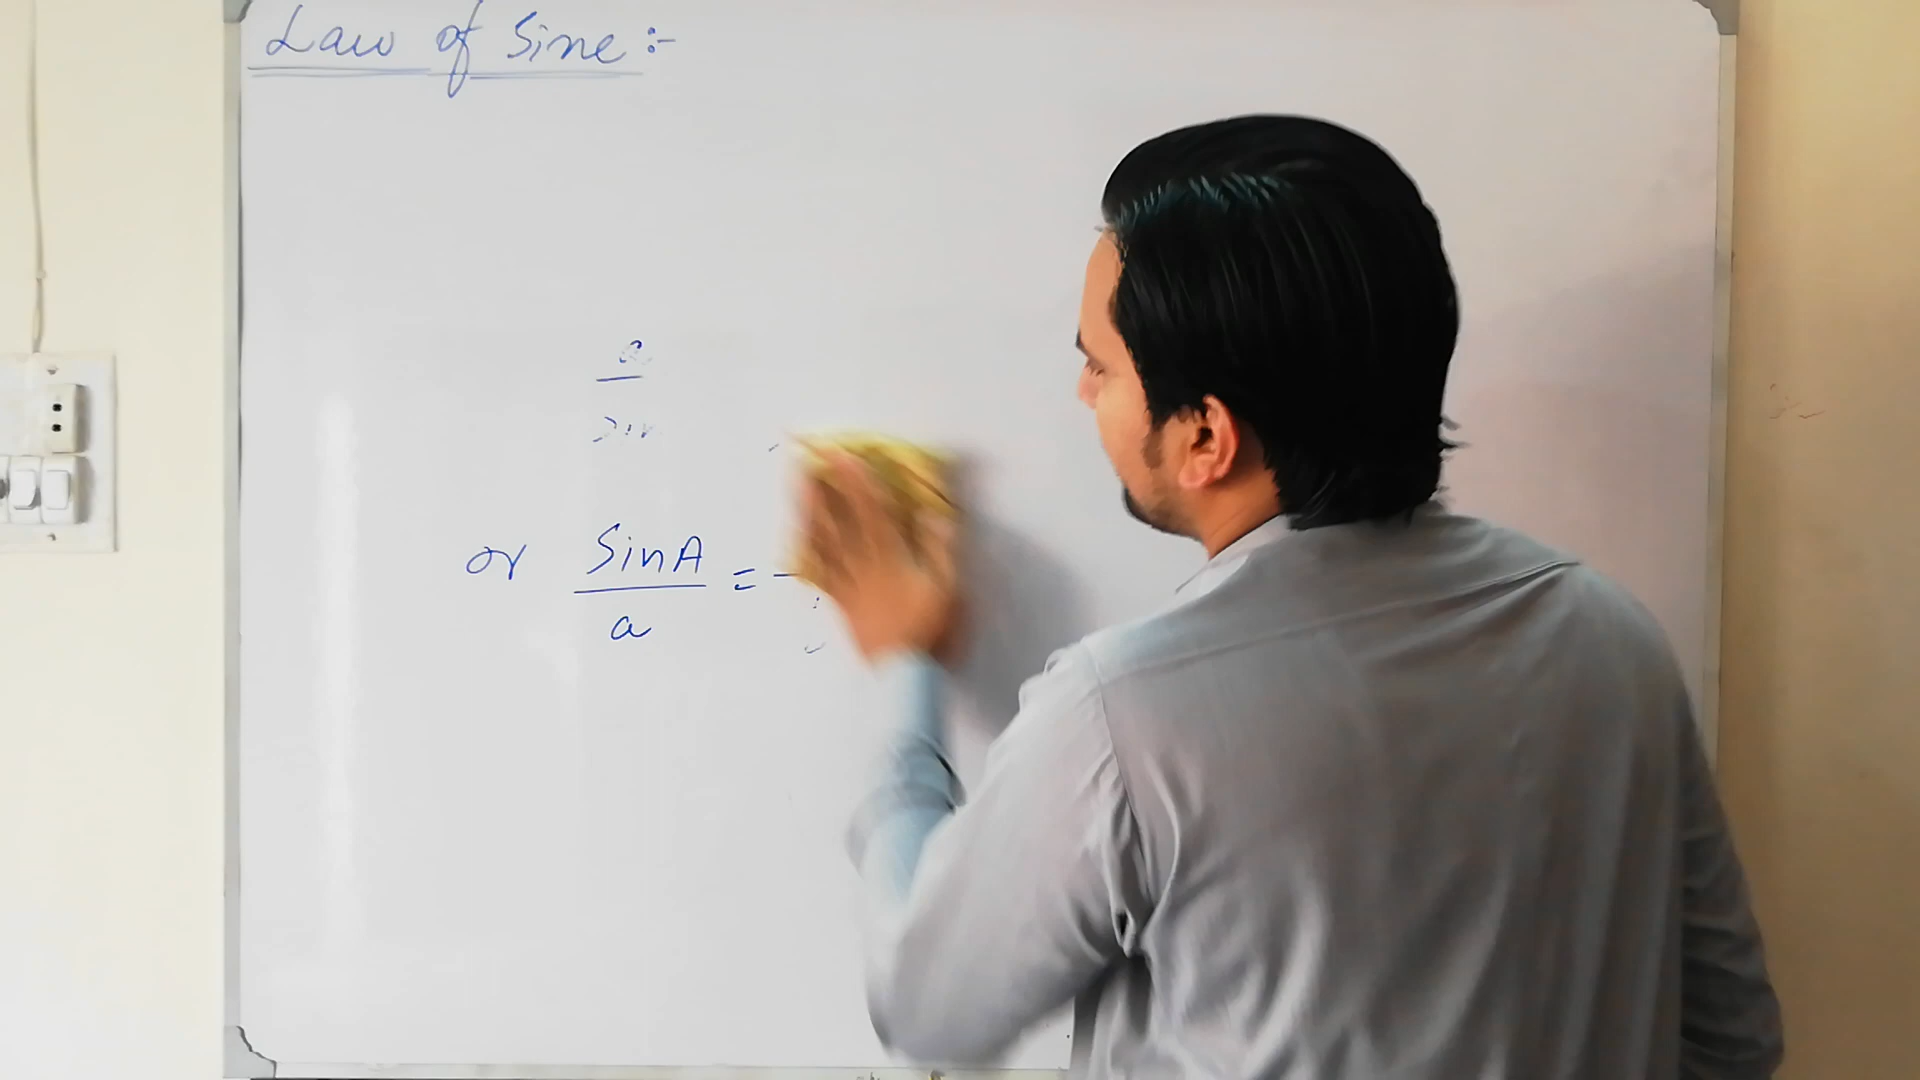 Law of Sine :-
a
or SinA =
a